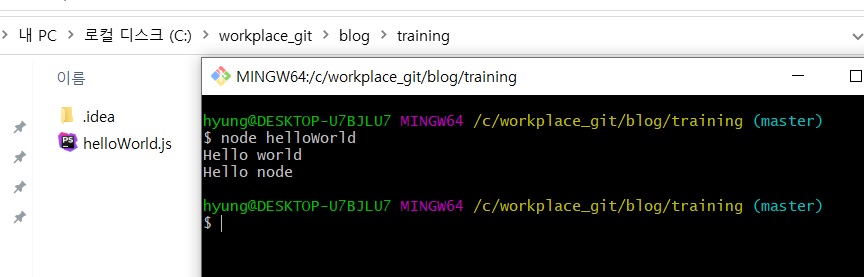 내 PC > 로컬 디스크 (C:) > workplace_git > blog > training
이름
.idea
helloWorld.js
PS
MINGW64:/c/workplace_git/blog/training
hyung@DESKTOP-U7BJLU7 MINGW64 /c/workplace_git/blog/training (master)
$ node helloWorld
Hello world
Hello node
hyung@DESKTOP-U7BJLU7 MINGW64 /c/workplace_git/blog/training (master)
$